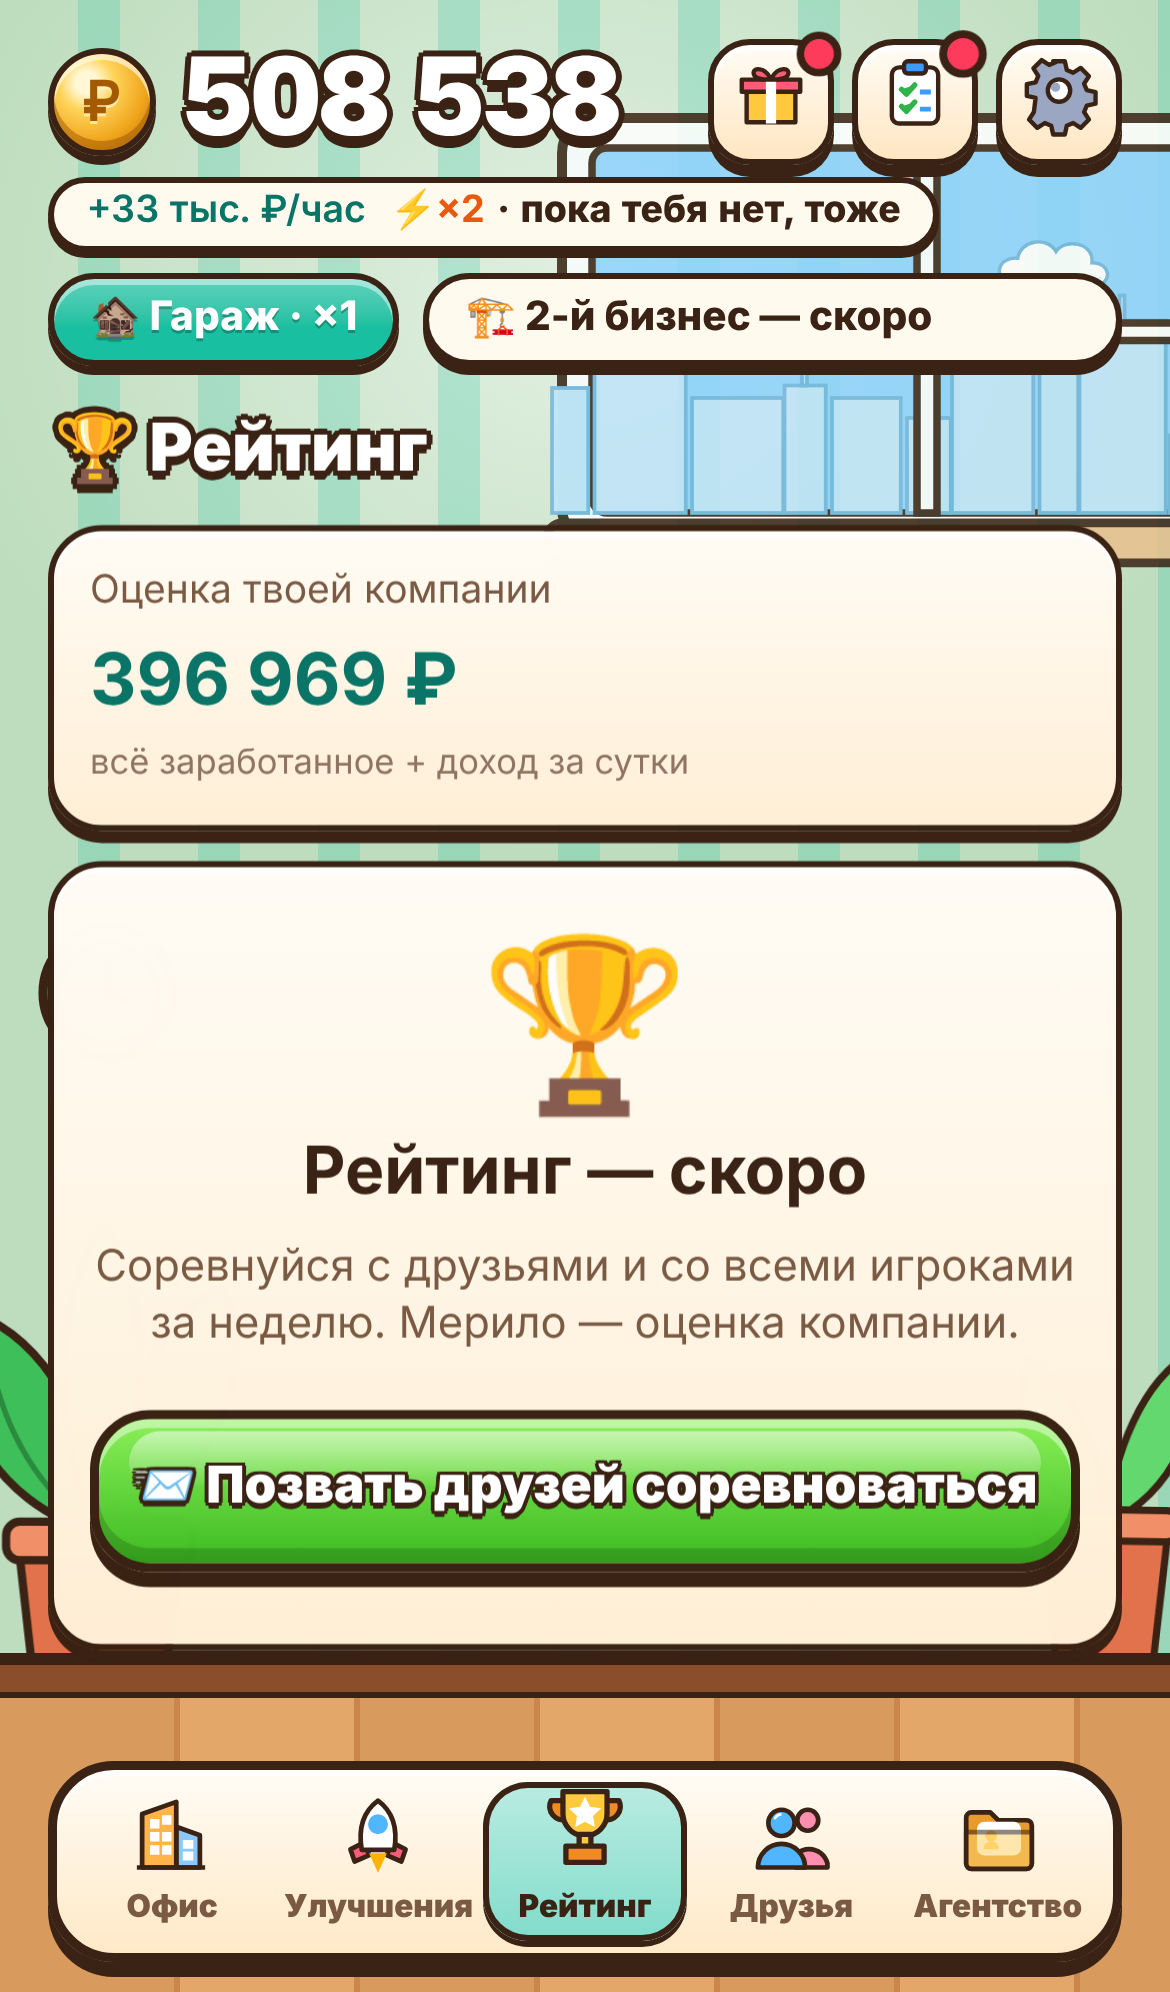 ₽ 508 538
+33 тыс. ₽/час ⚡×2 · пока тебя нет, тоже
🏚️ Гараж · ×1
🏗️ 2-й бизнес — скоро
🏆 Рейтинг
Оценка твоей компании
396 969 ₽
всё заработанное + доход за сутки
Рейтинг — скоро
Соревнуйся с друзьями и со всеми игроками
за неделю. Мерило — оценка компании.
📨 Позвать друзей соревноваться
Офис
Улучшения
Рейтинг
Друзья
Агентство